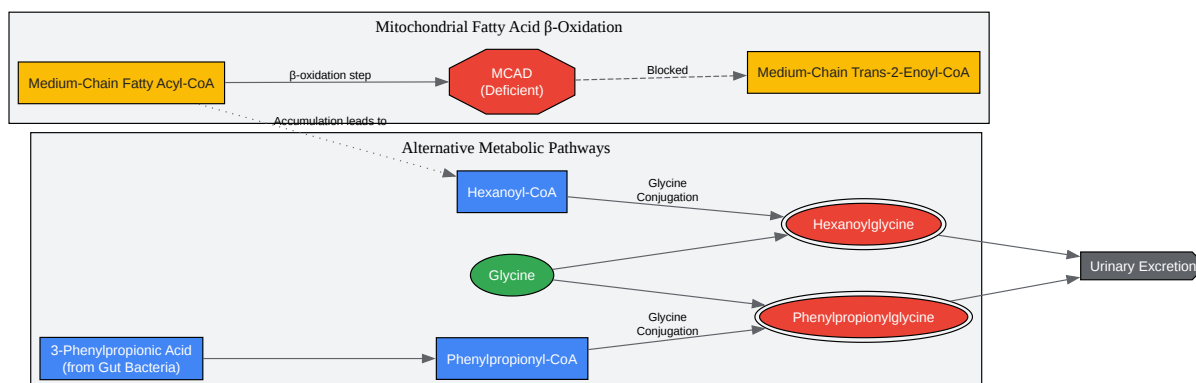 Mitochondrial Fatty Acid β-Oxidation
Medium-Chain Fatty Acyl-CoA
β-oxidation step
MCAD
(Deficient)
Blocked
Medium-Chain Trans-2-Enoyl-CoA
Accumulation leads to
Alternative Metabolic Pathways
Hexanoyl-CoA
Glycine
Conjugation
Hexanoylglycine
Glycine
Urinary Excretion
Glycine
Conjugation
Phenylpropionylglycine
3-Phenylpropionic Acid
(from Gut Bacteria)
Phenylpropionyl-CoA